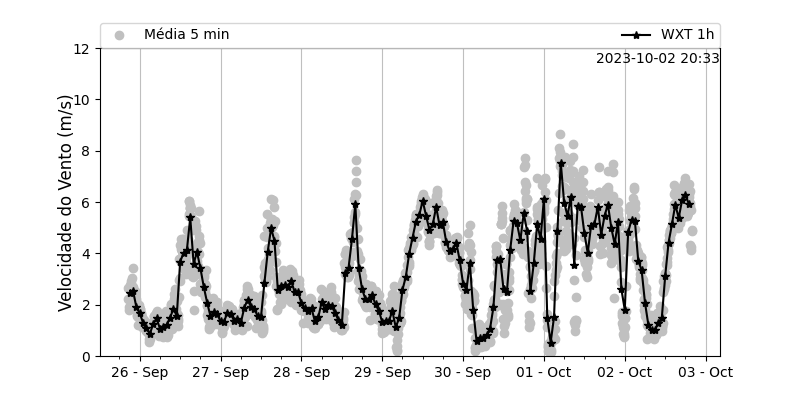 Média 5 min
WXT 1h
2023-10-02 20:33
Velocidade do Vento (m/s)
12
10
8
6
4
2
0
26 - Sep
27 - Sep
28 - Sep
29 - Sep
30 - Sep
01 - Oct
02 - Oct
03 - Oct